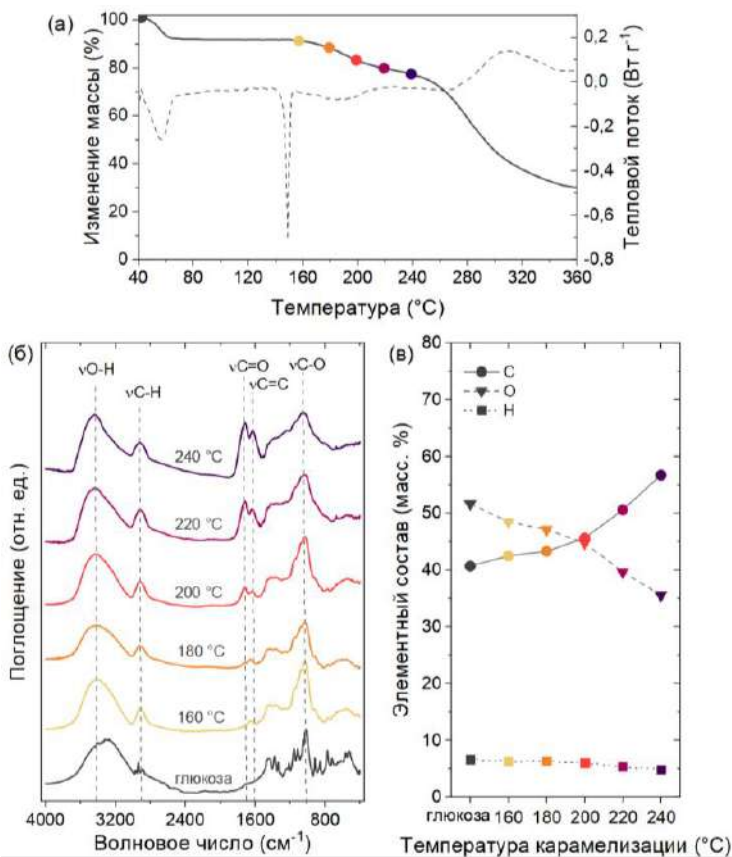 (а)
100
80
60
40
20
0
Изменение массы (%)
0,2
0,0
-0,2
-0,4
-0,6
-0,8
Тепловой поток (Вт г⁻¹)
40 80 120 160 200 240 280 320 360
Температура (°C)
(б)
νO-H
νC-H
νC=O
νC=C
νC-O
240 °C
220 °C
200 °C
180 °C
160 °C
глюкоза
Поглощение (отн. ед.)
4000 3200 2400 1600 800
Волновое число (см⁻¹)
(в)
C
O
H
80
70
60
50
40
30
20
10
0
Элементный состав (масс. %)
глюкоза 160 180 200 220 240
Температура карамелизации (°C)